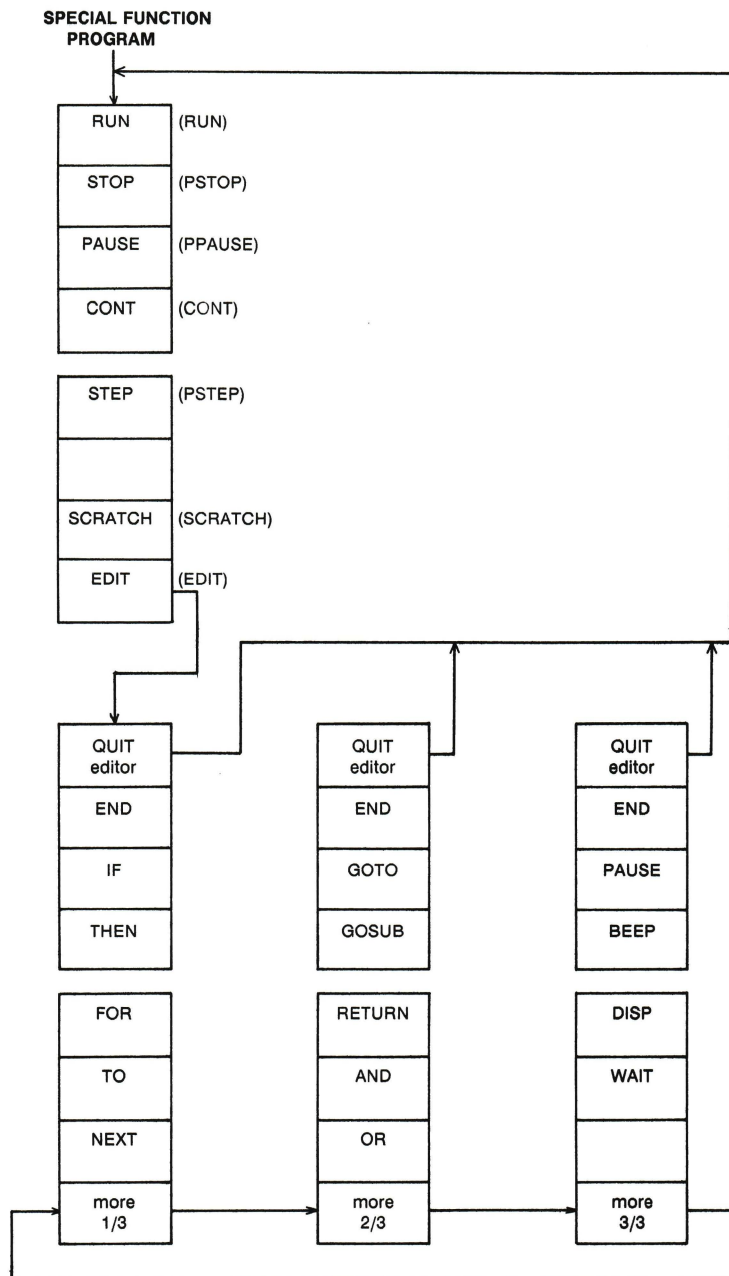 SPECIAL FUNCTION
PROGRAM
RUN (RUN)
STOP (PSTOP)
PAUSE (PPAUSE)
CONT (CONT)
STEP (PSTEP)
SCRATCH (SCRATCH)
EDIT (EDIT)
QUIT
editor
END
IF
THEN
FOR
TO
NEXT
more
1/3
QUIT
editor
END
GOTO
GOSUB
RETURN
AND
OR
more
2/3
QUIT
editor
END
PAUSE
BEEP
DISP
WAIT
more
3/3